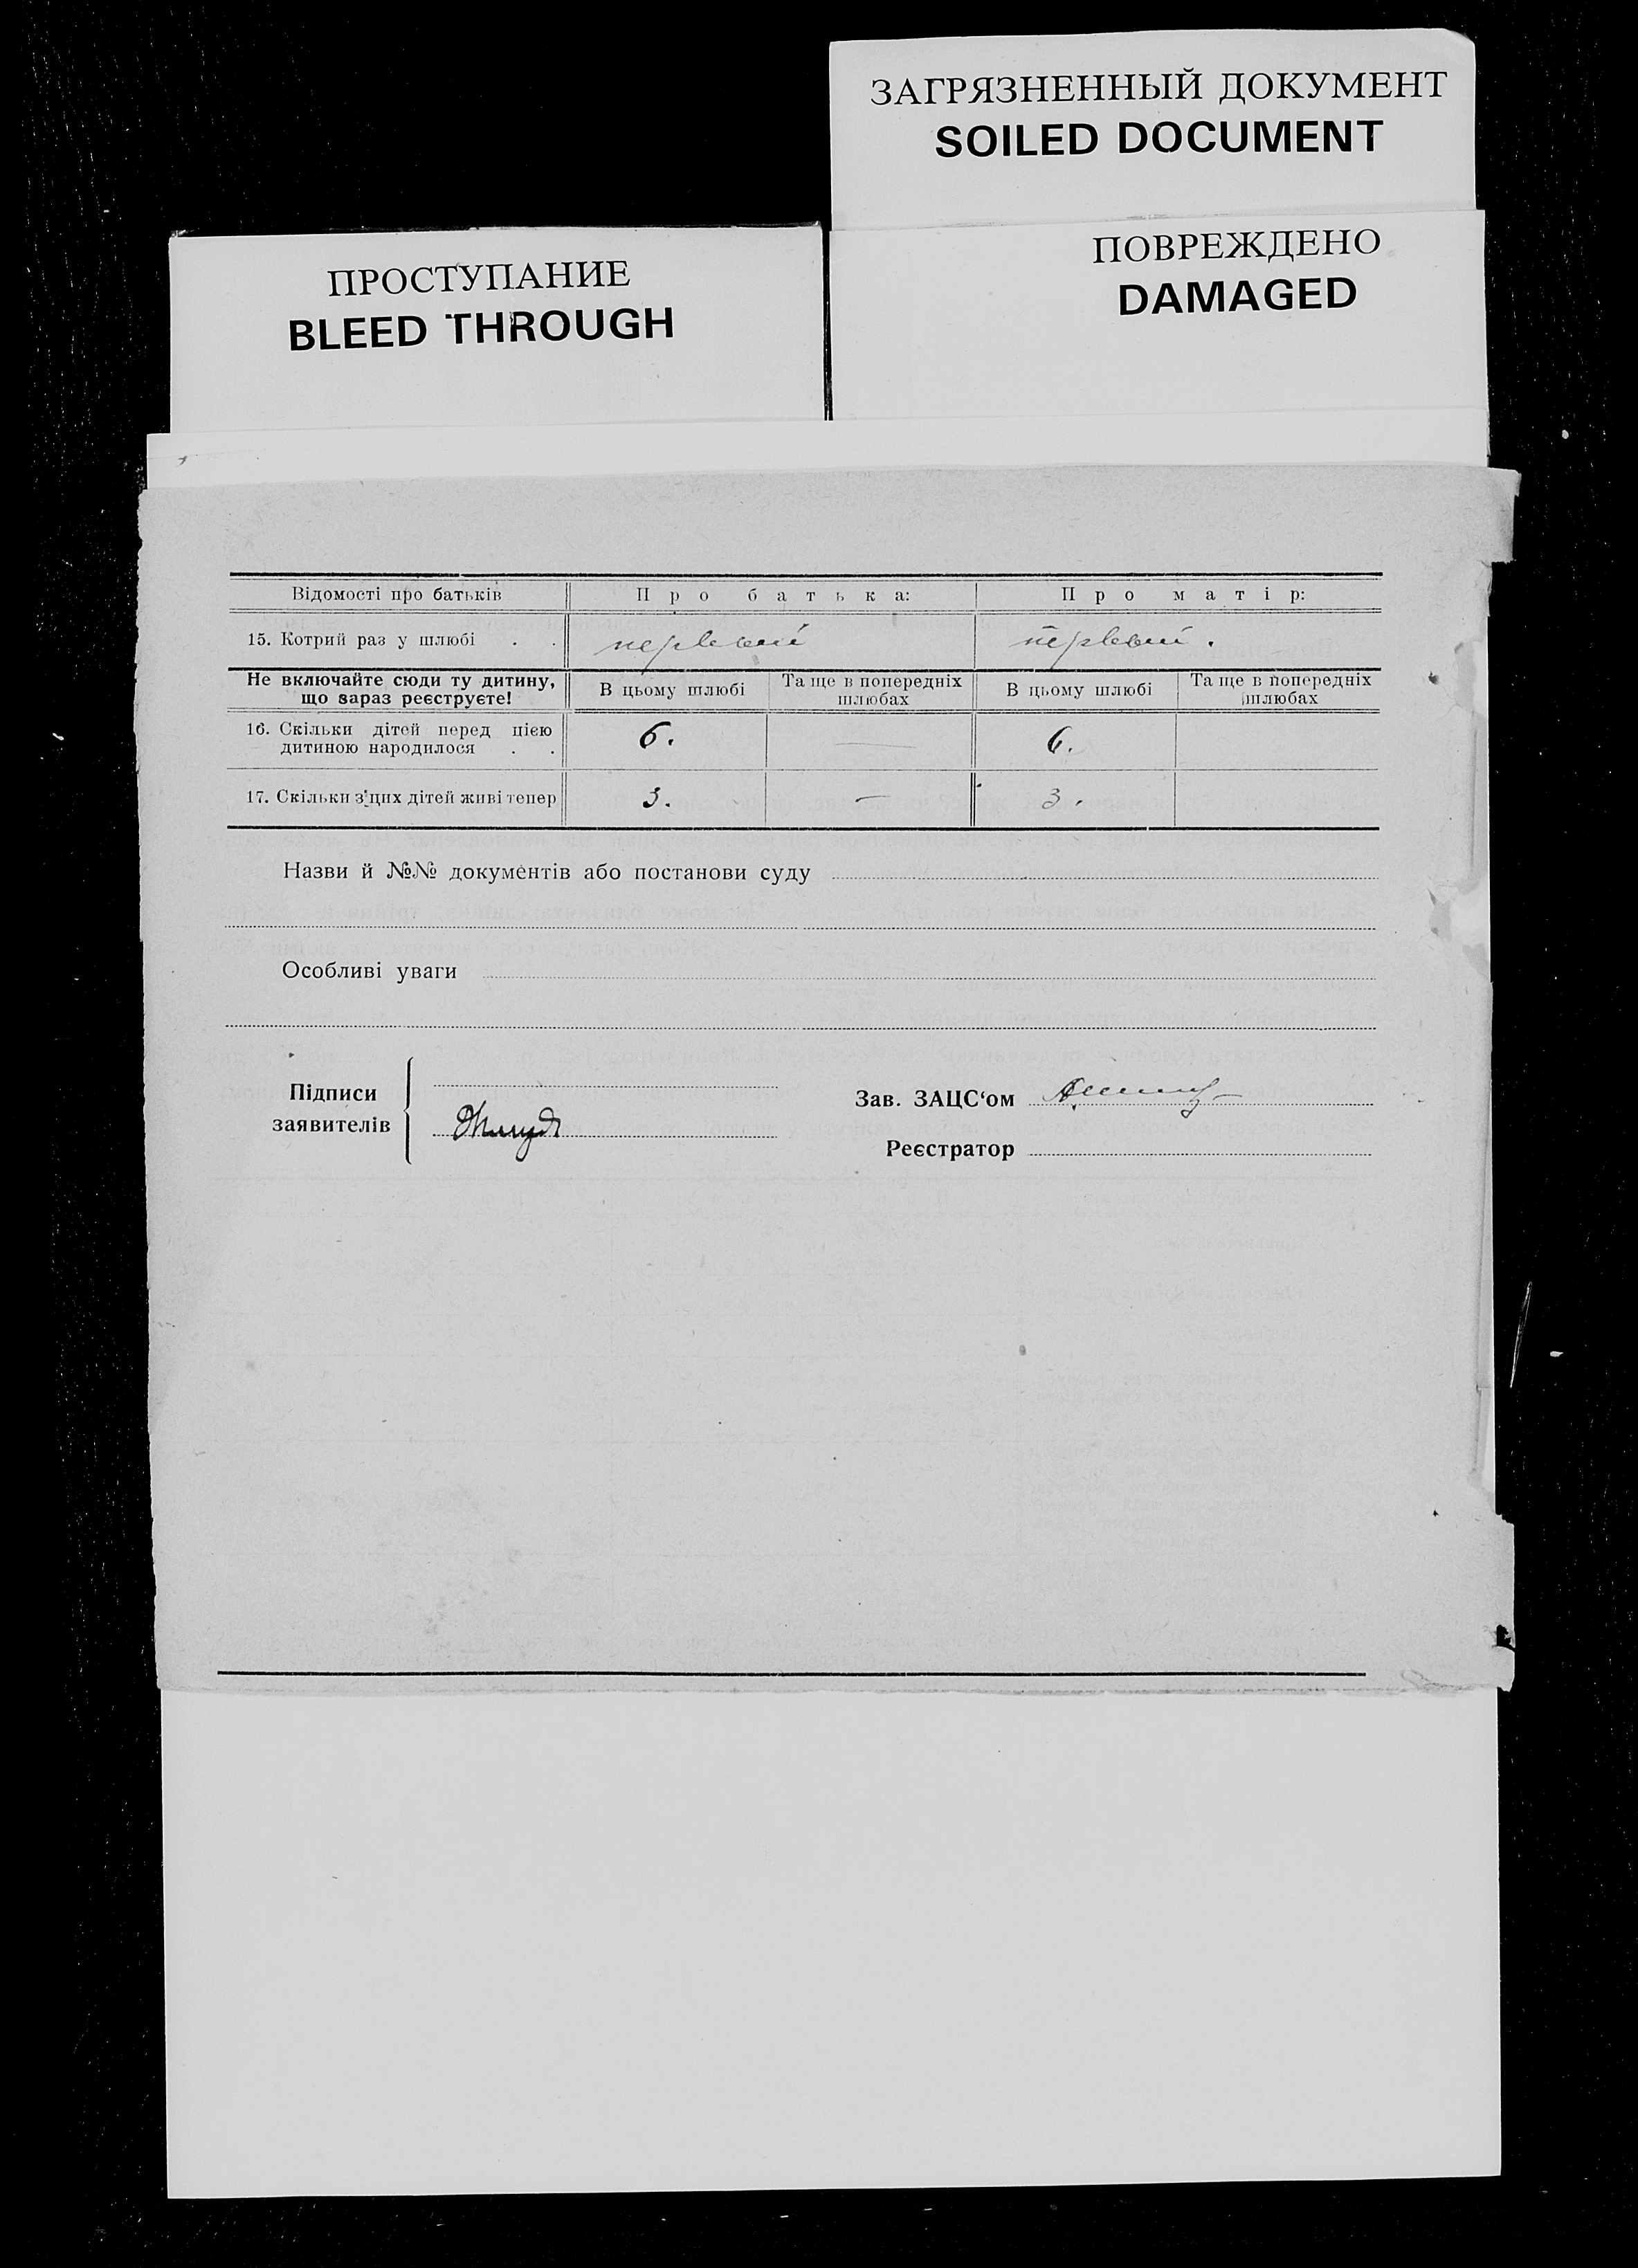 ЗАГРЯЗНЕННЫЙ ДОКУМЕНТ
SOILED DOCUMENT
ПРОСТУПАНИЕ
BLEED THROUGH
ПОВРЕЖДЕНО
DAMAGED
Відомості про батьків Про батька: Про матір:
15. Котрий раз у шлюбі . . первый первый .
Не включайте сюди ту дитину, що зараз реєструєте! В цьому шлюбі Та ще в попередніх шлюбах В цьому шлюбі Та ще в попередніх шлюбах
16. Скільки дітей перед цією
дитиною народилося . . 6. — 6.
17. Скільки з цих дітей живі тепер 3. — 3.
Назви й №№ документів або постанови суду
Особливі уваги
Підписи
заявителів
Зав. ЗАЦС‘ом
Реєстратор